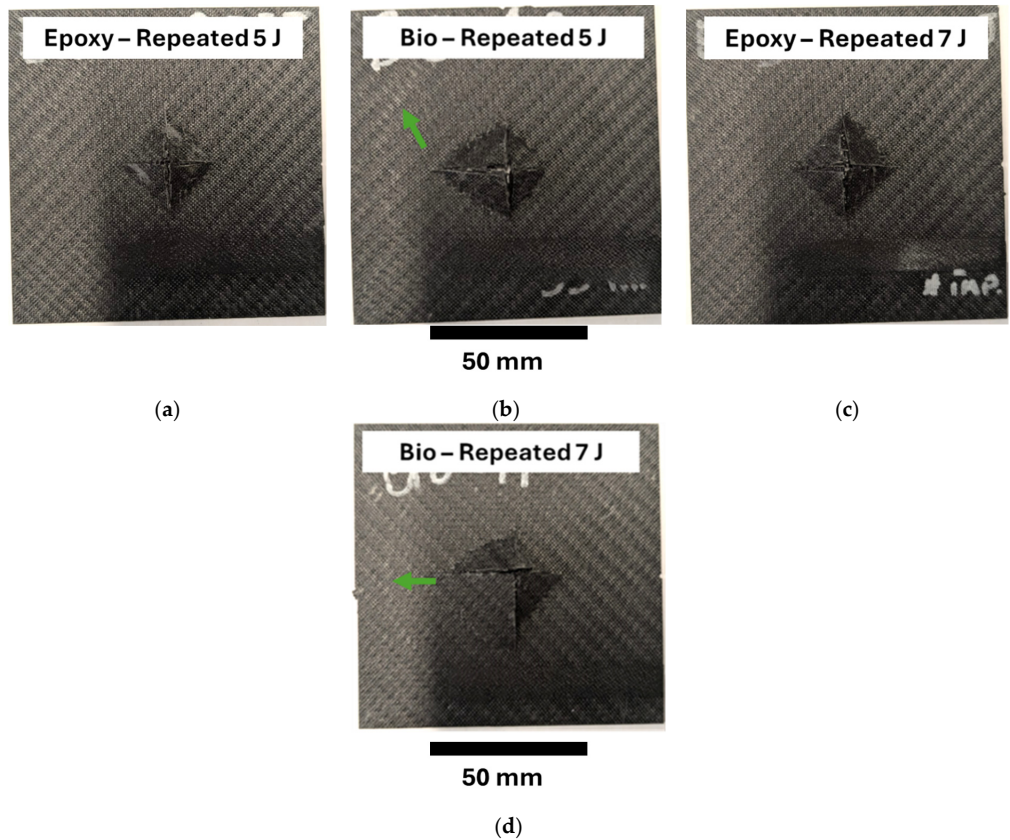 Epoxy – Repeated 5 J
Bio – Repeated 5 J
Epoxy – Repeated 7 J
# imp.
50 mm
(a)
(b)
(c)
Bio – Repeated 7 J
50 mm
(d)